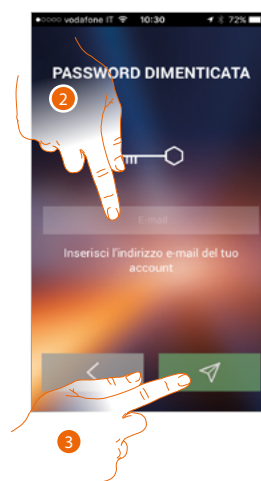 vodafone IT 10:30 72%
PASSWORD DIMENTICATA
2
E-mail
Inserisci l'indirizzo e-mail del tuo
account
3